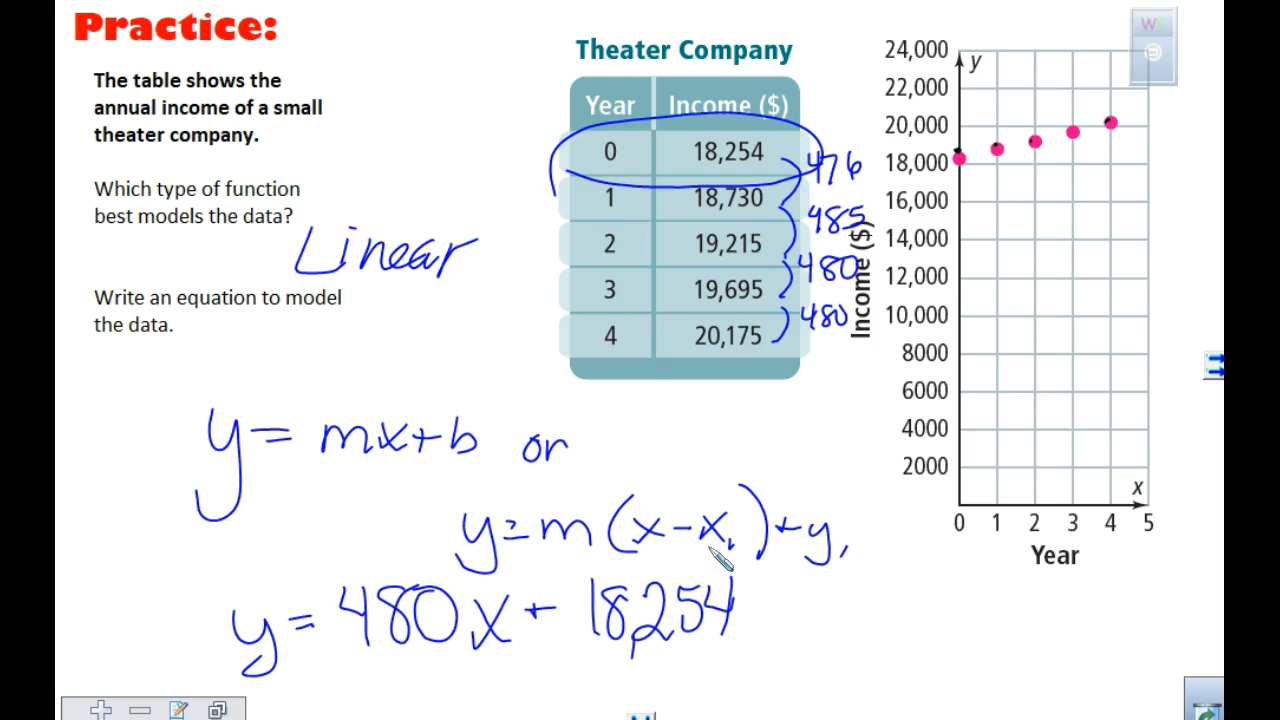 Practice:
The table shows the
annual income of a small
theater company.
Which type of function
best models the data?
Linear
Write an equation to model
the data.
Theater Company
Year Income ($)
0 18,254
1 18,730
2 19,215
3 19,695
4 20,175
476
485
480
480
y
24,000
22,000
20,000
18,000
16,000
14,000
12,000
10,000
8000
6000
4000
2000
Income ($)
x
0 1 2 3 4 5
Year
y = mx + b or
y = m (x - x₁) + y₁
y = 480x + 18,254